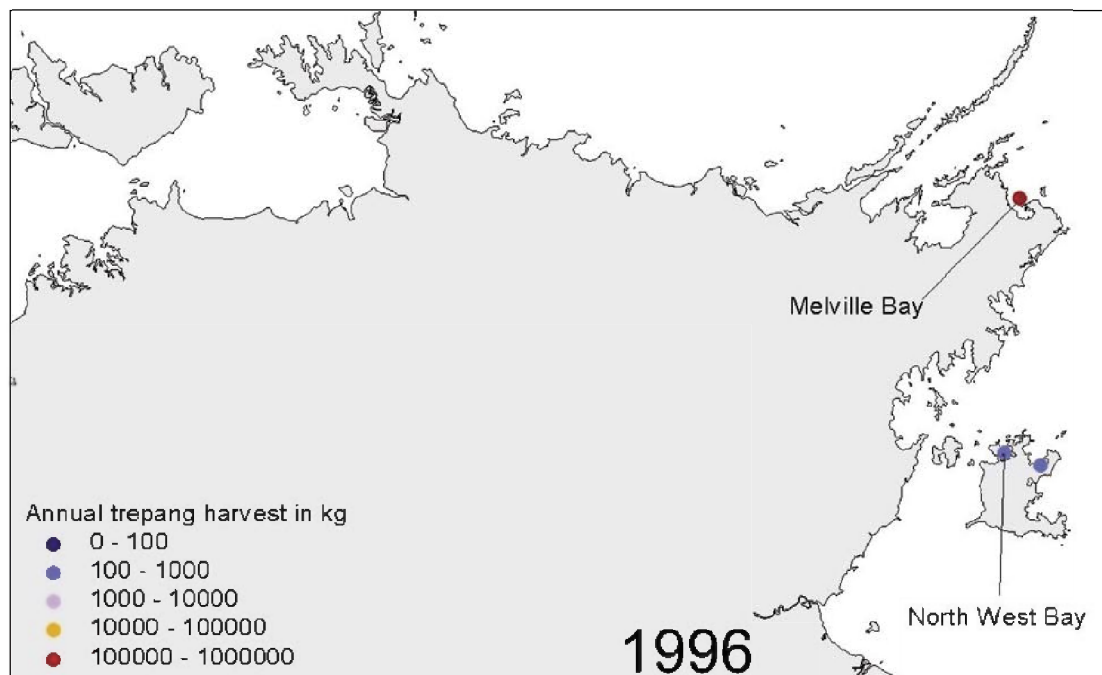 Melville Bay
Annual trepang harvest in kg
0 - 100
100 - 1000
1000 - 10000
10000 - 100000
100000 - 1000000
North West Bay
1996